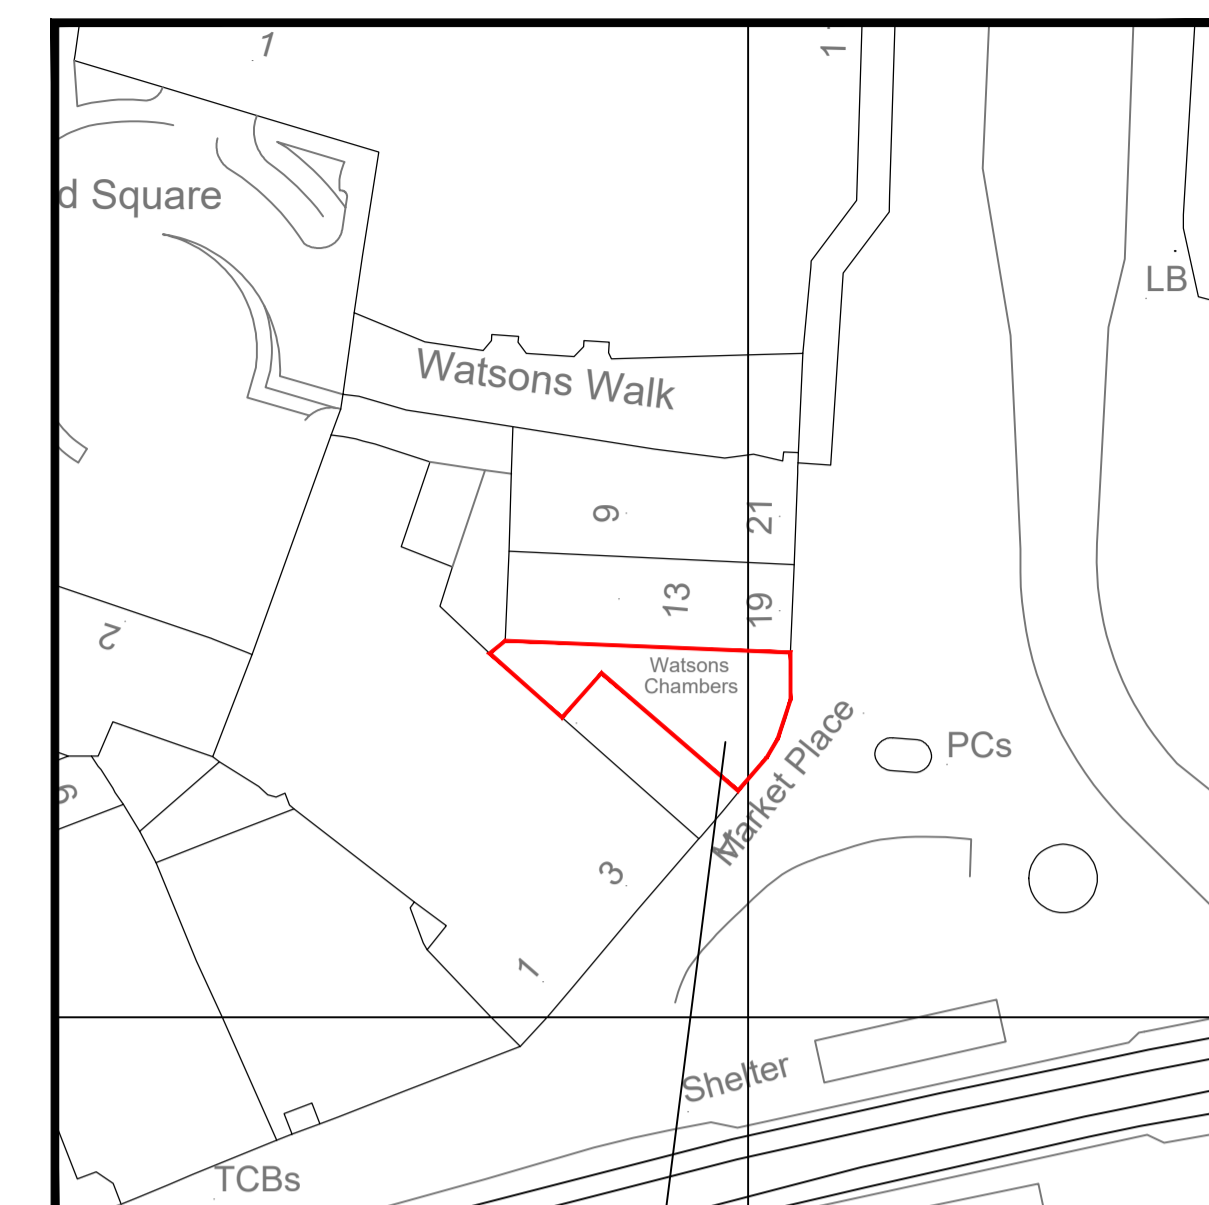 1
1
d Square
LB
Watsons Walk
9
21
13
19
2
Watsons
Chambers
Market Place
PCs
3
1
Shelter
TCBs